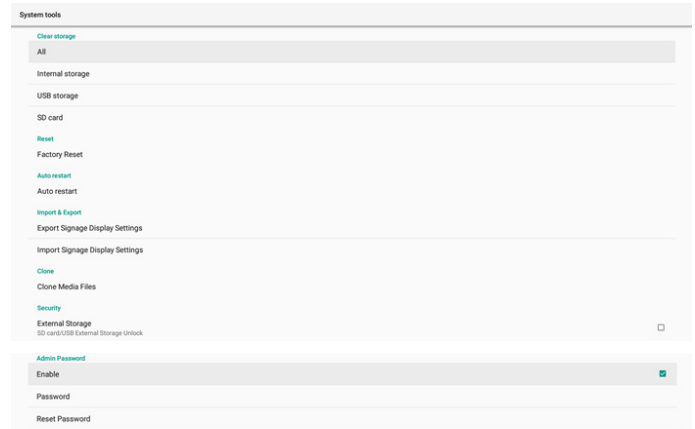 System tools
Clear storage
All
Internal storage
USB storage
SD card
Reset
Factory Reset
Auto restart
Auto restart
Import & Export
Export Signage Display Settings
Import Signage Display Settings
Clone
Clone Media Files
Security
External Storage
SD card/USB External Storage Unlock
Admin Password
Enable
Password
Reset Password